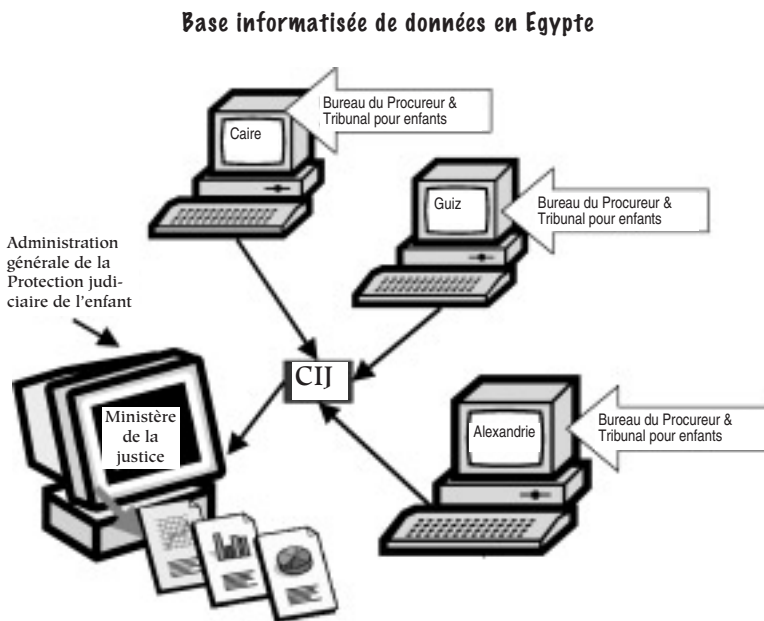 Base informatisée de données en Egypte
Bureau du Procureur &
Tribunal pour enfants
Caire
Guiz
Bureau du Procureur &
Tribunal pour enfants
Administration
générale de la
Protection judi-
ciaire de l'enfant
CIJ
Ministère
de la
justice
Alexandrie
Bureau du Procureur &
Tribunal pour enfants